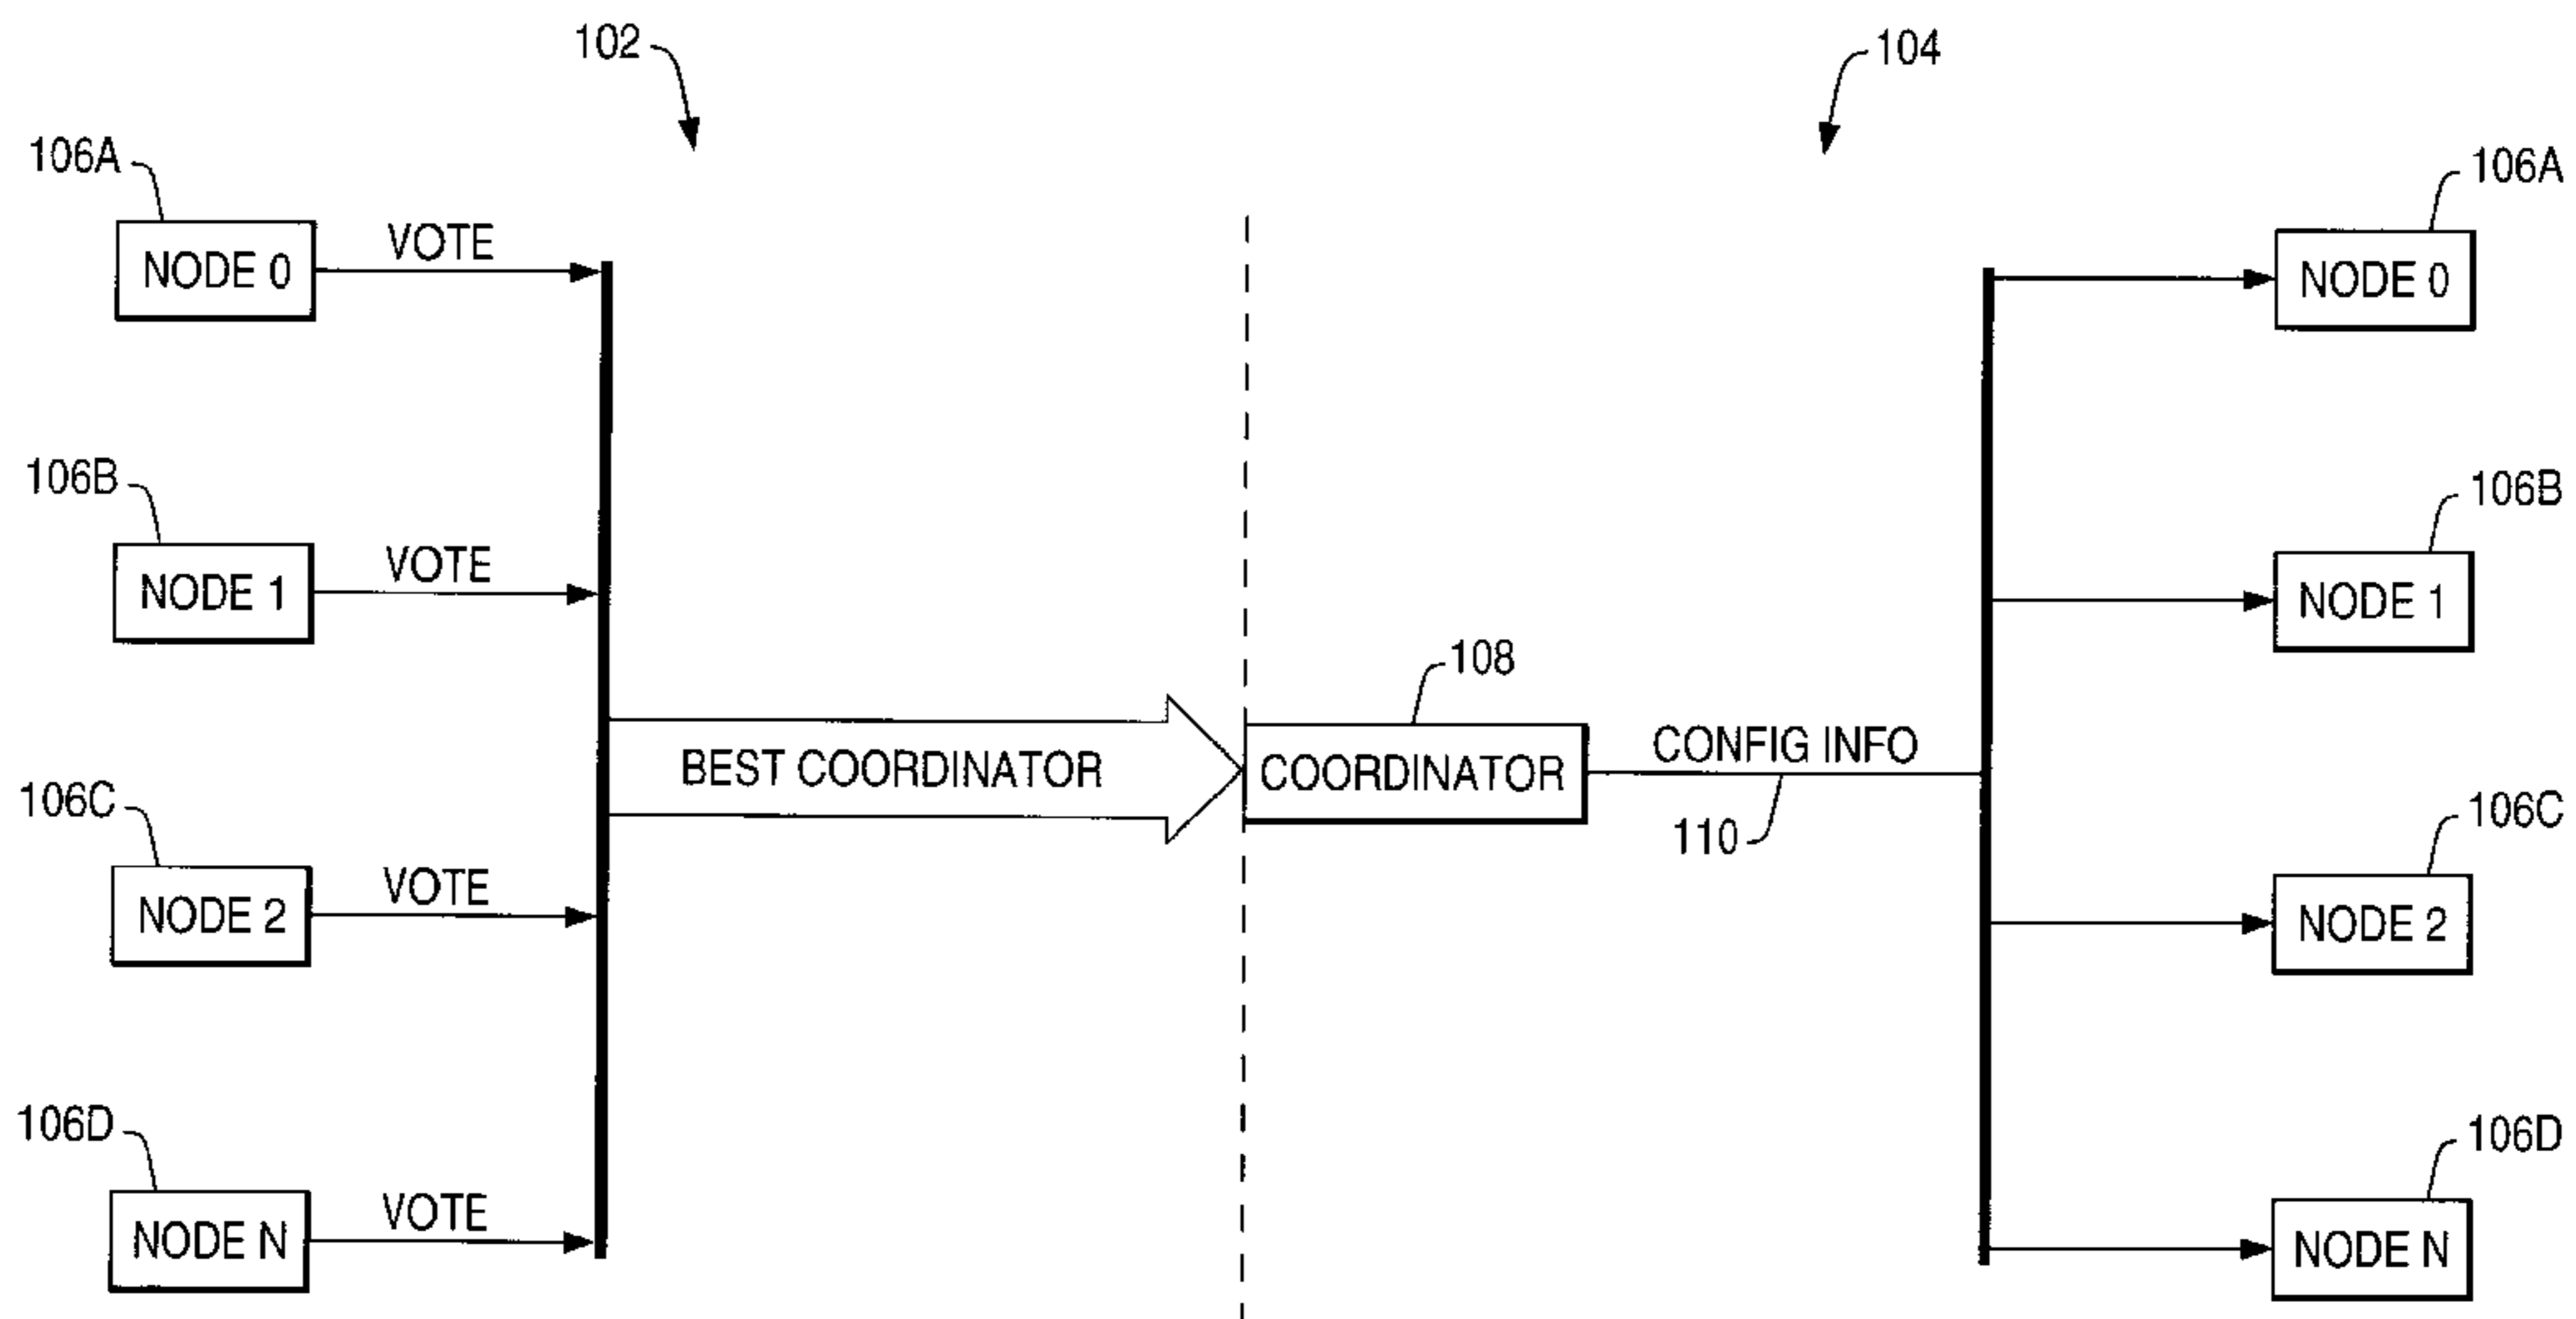 102
104
106A
106A
NODE 0
VOTE
NODE 0
106B
106B
NODE 1
VOTE
NODE 1
108
BEST COORDINATOR
COORDINATOR
CONFIG INFO
110
106C
106C
NODE 2
VOTE
NODE 2
106D
106D
NODE N
VOTE
NODE N